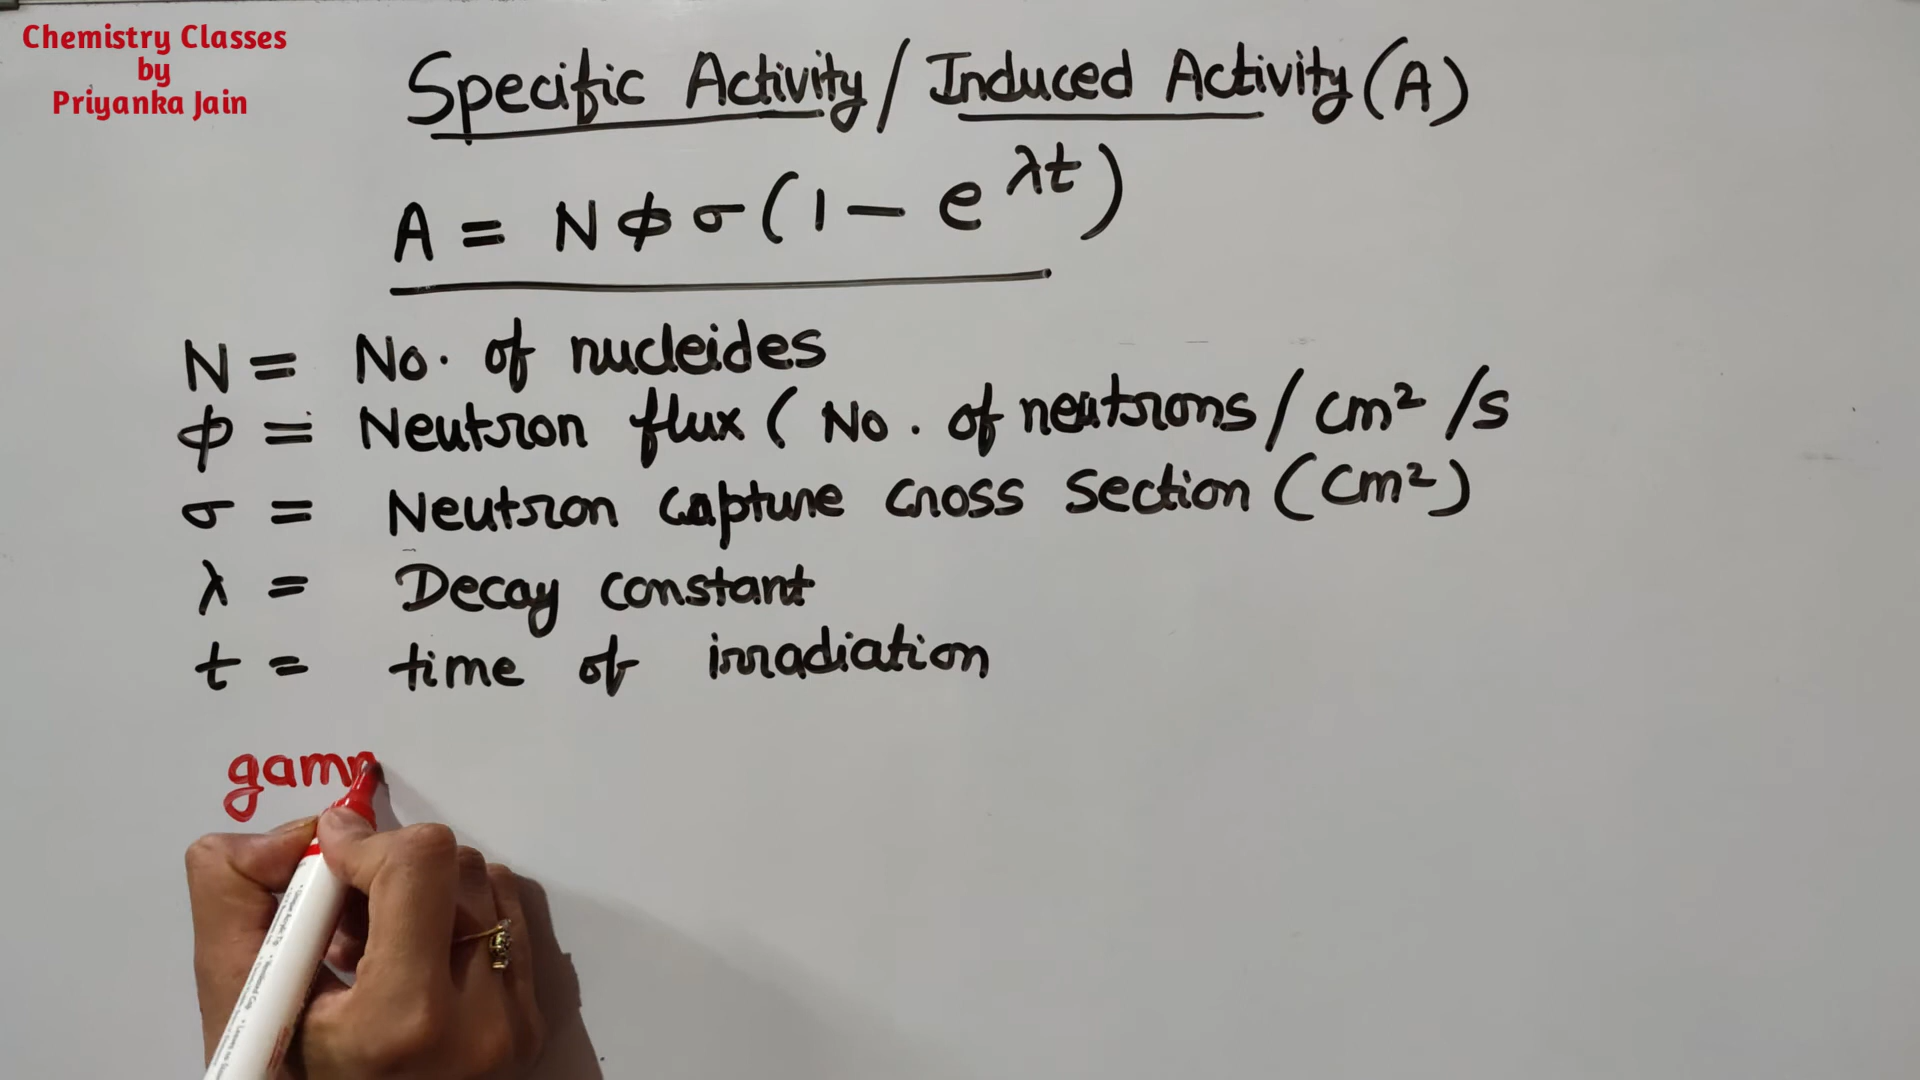 Chemistry Classes
by
Priyanka Jain
Specific Activity / Induced Activity (A)
A = Nϕσ(1 - e^λt)
N = No. of nucleides
ϕ = Neutron flux ( No. of neutrons / cm² /s
σ = Neutron capture cross section (cm²)
λ = Decay constant
t = time of irradiation
gam